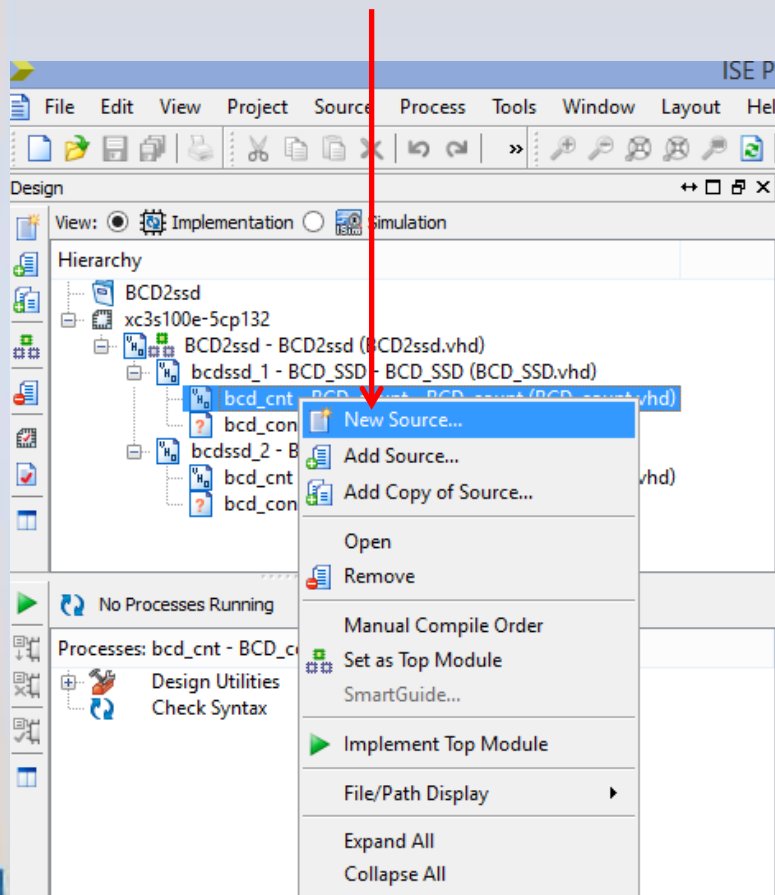 ISE P
File Edit View Project Source Process Tools Window Layout Hel
»
Design
View: Implementation Simulation
Hierarchy
BCD2ssd
xc3s100e-5cp132
BCD2ssd - BCD2ssd (BCD2ssd.vhd)
bcdssd_1 - BCD_SSD - BCD_SSD (BCD_SSD.vhd)
bcd_cnt - BCD_count - BCD_count (BCD_count.vhd)
bcd_con
bcdssd_2 - B
bcd_cnt vhd)
bcd_con
New Source...
Add Source...
Add Copy of Source...
Open
Remove
Manual Compile Order
Set as Top Module
SmartGuide...
Implement Top Module
File/Path Display
Expand All
Collapse All
No Processes Running
Processes: bcd_cnt - BCD_c
Design Utilities
Check Syntax